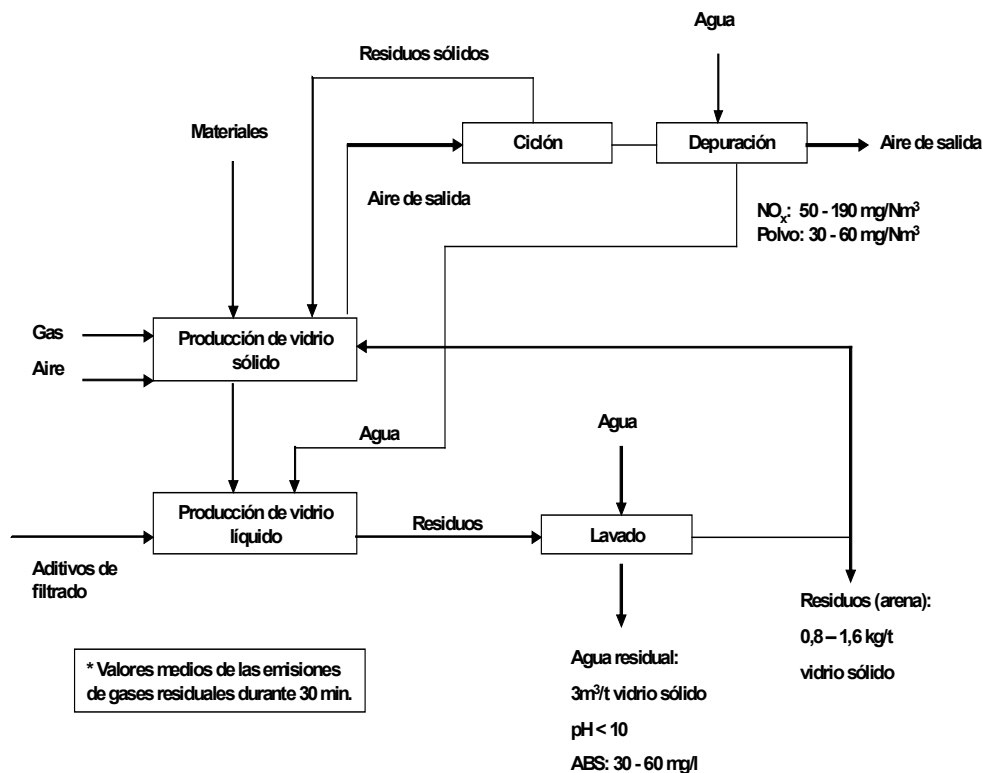 Agua
Residuos sólidos
Materiales
Ciclón
Depuración
Aire de salida
Aire de salida
NOx: 50 - 190 mg/Nm³
Polvo: 30 - 60 mg/Nm³
Gas
Aire
Producción de vidrio
sólido
Agua
Agua
Producción de vidrio
líquido
Residuos
Lavado
Aditivos de
filtrado
Residuos (arena):
0,8 – 1,6 kg/t
vidrio sólido
* Valores medios de las emisiones
de gases residuales durante 30 min.
Agua residual:
3m³/t vidrio sólido
pH < 10
ABS: 30 - 60 mg/l